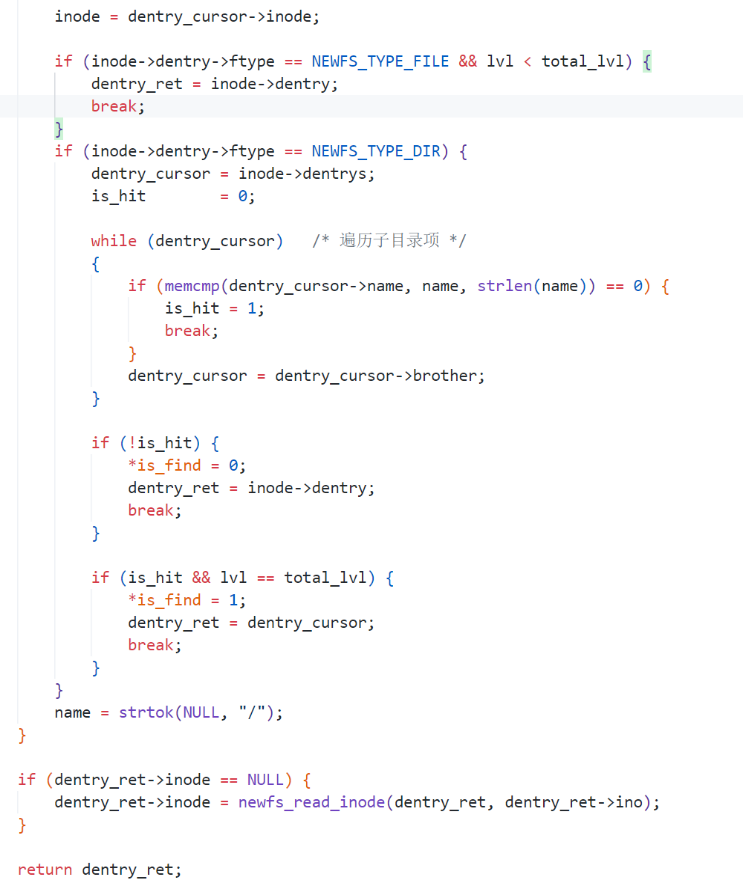 inode = dentry_cursor->inode;
if (inode->dentry->ftype == NEWFS_TYPE_FILE && lvl < total_lvl) {
dentry_ret = inode->dentry;
break;
}
if (inode->dentry->ftype == NEWFS_TYPE_DIR) {
dentry_cursor = inode->dentrys;
is_hit        = 0;
while (dentry_cursor)   /* 遍历子目录项 */
{
if (memcmp(dentry_cursor->name, name, strlen(name)) == 0) {
is_hit = 1;
break;
}
dentry_cursor = dentry_cursor->brother;
}
if (!is_hit) {
*is_find = 0;
dentry_ret = inode->dentry;
break;
}
if (is_hit && lvl == total_lvl) {
*is_find = 1;
dentry_ret = dentry_cursor;
break;
}
}
name = strtok(NULL, "/");
}
if (dentry_ret->inode == NULL) {
dentry_ret->inode = newfs_read_inode(dentry_ret, dentry_ret->ino);
}
return dentry_ret;